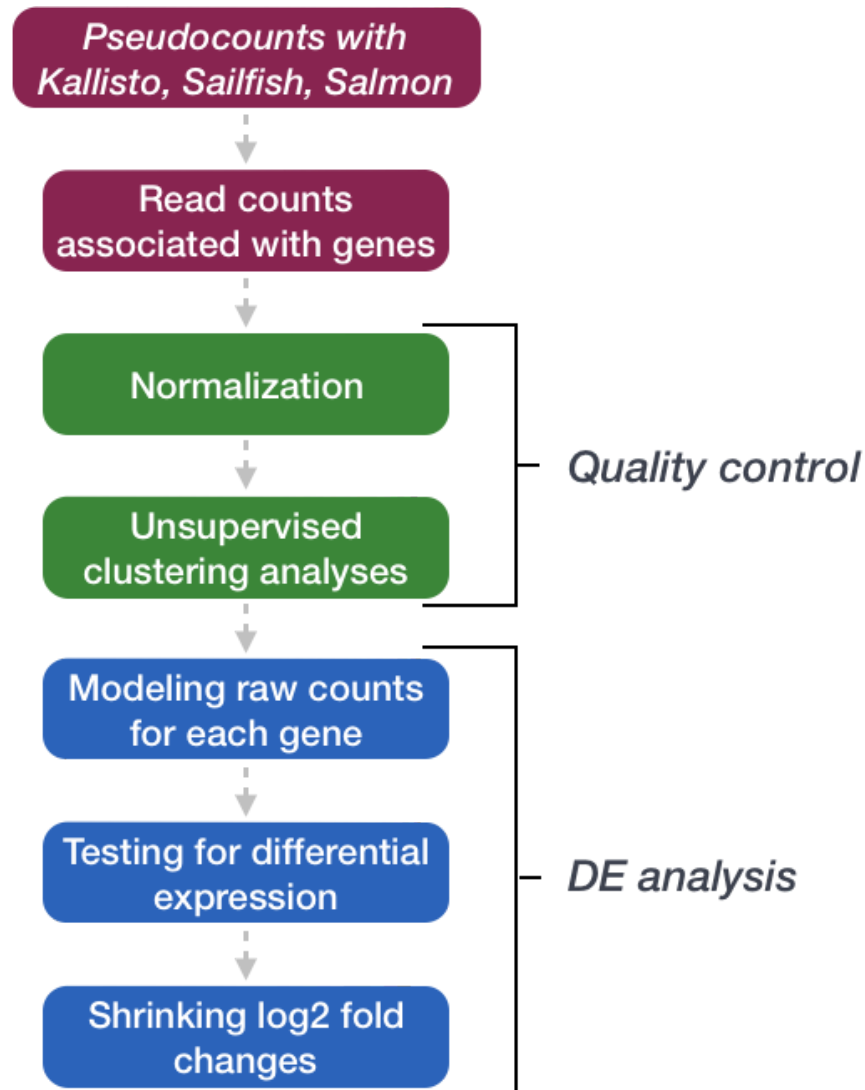 Pseudocounts with
Kallisto, Sailfish, Salmon
Read counts
associated with genes
Normalization
Unsupervised
clustering analyses
Quality control
Modeling raw counts
for each gene
Testing for differential
expression
Shrinking log2 fold
changes
DE analysis